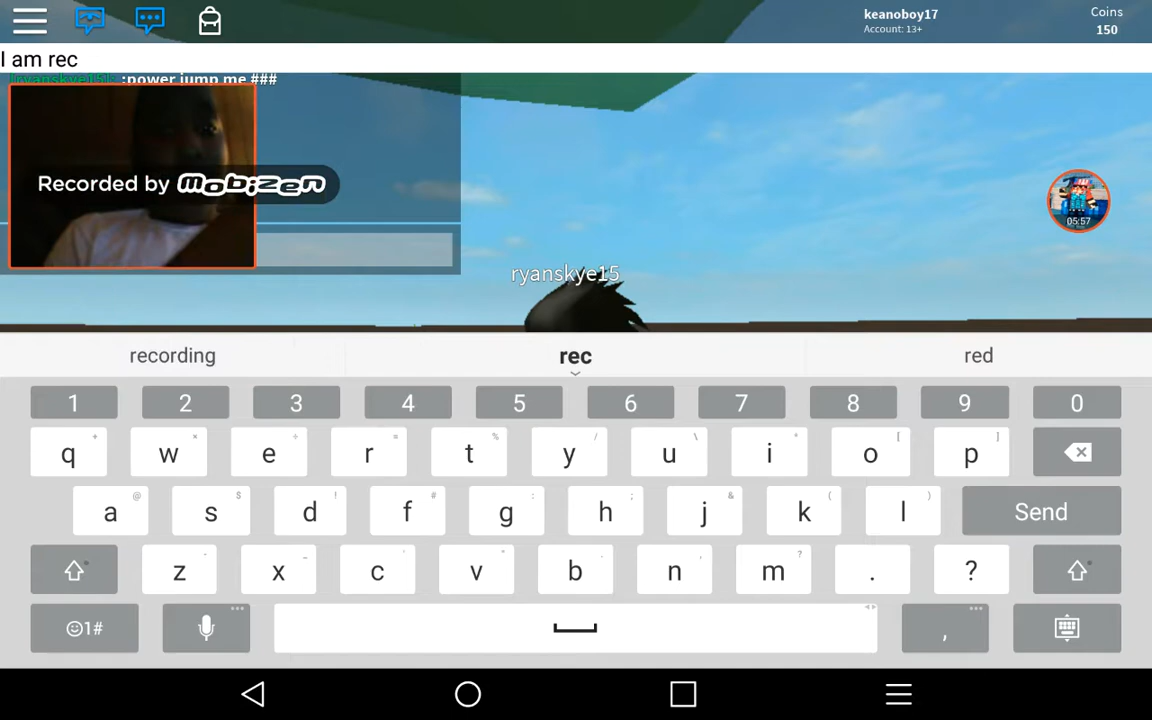 keanoboy17
Account: 13+
Coins
150
I am rec
:power jump me ###
Recorded by Mobizen
05:57
ryanskye15
recording
rec
red
1 2 3 4 5 6 7 8 9 0
q w e r t y u i o p
a s d f g h j k l Send
z x c v b n m . ?
☺1# ,